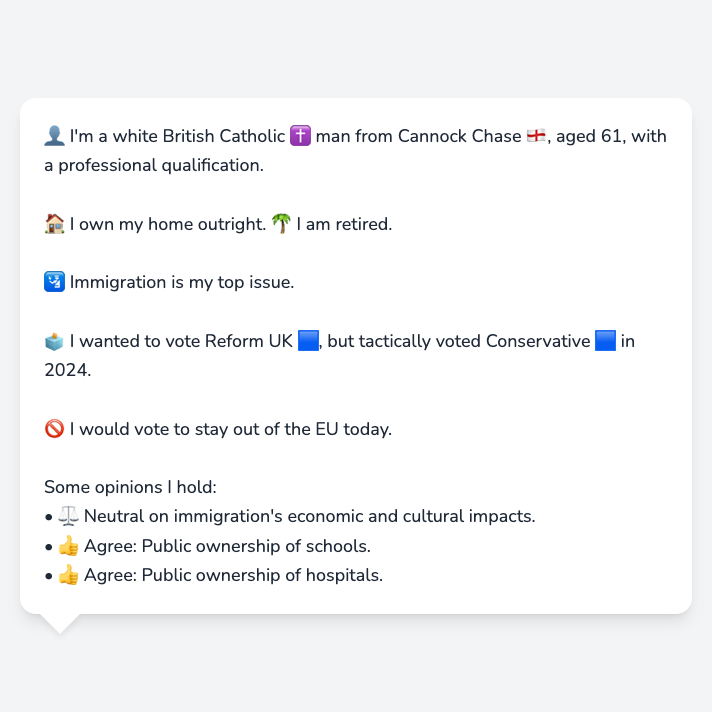 👤 I'm a white British Catholic ✝️ man from Cannock Chase 🏴󠁧󠁢󠁥󠁮󠁧󠁿, aged 61, with
a professional qualification.
🏠 I own my home outright. 🌴 I am retired.
🛂 Immigration is my top issue.
🗳️ I wanted to vote Reform UK 🟦, but tactically voted Conservative 🟦 in
2024.
🚫 I would vote to stay out of the EU today.
Some opinions I hold:
• ⚖️ Neutral on immigration's economic and cultural impacts.
• 👍 Agree: Public ownership of schools.
• 👍 Agree: Public ownership of hospitals.